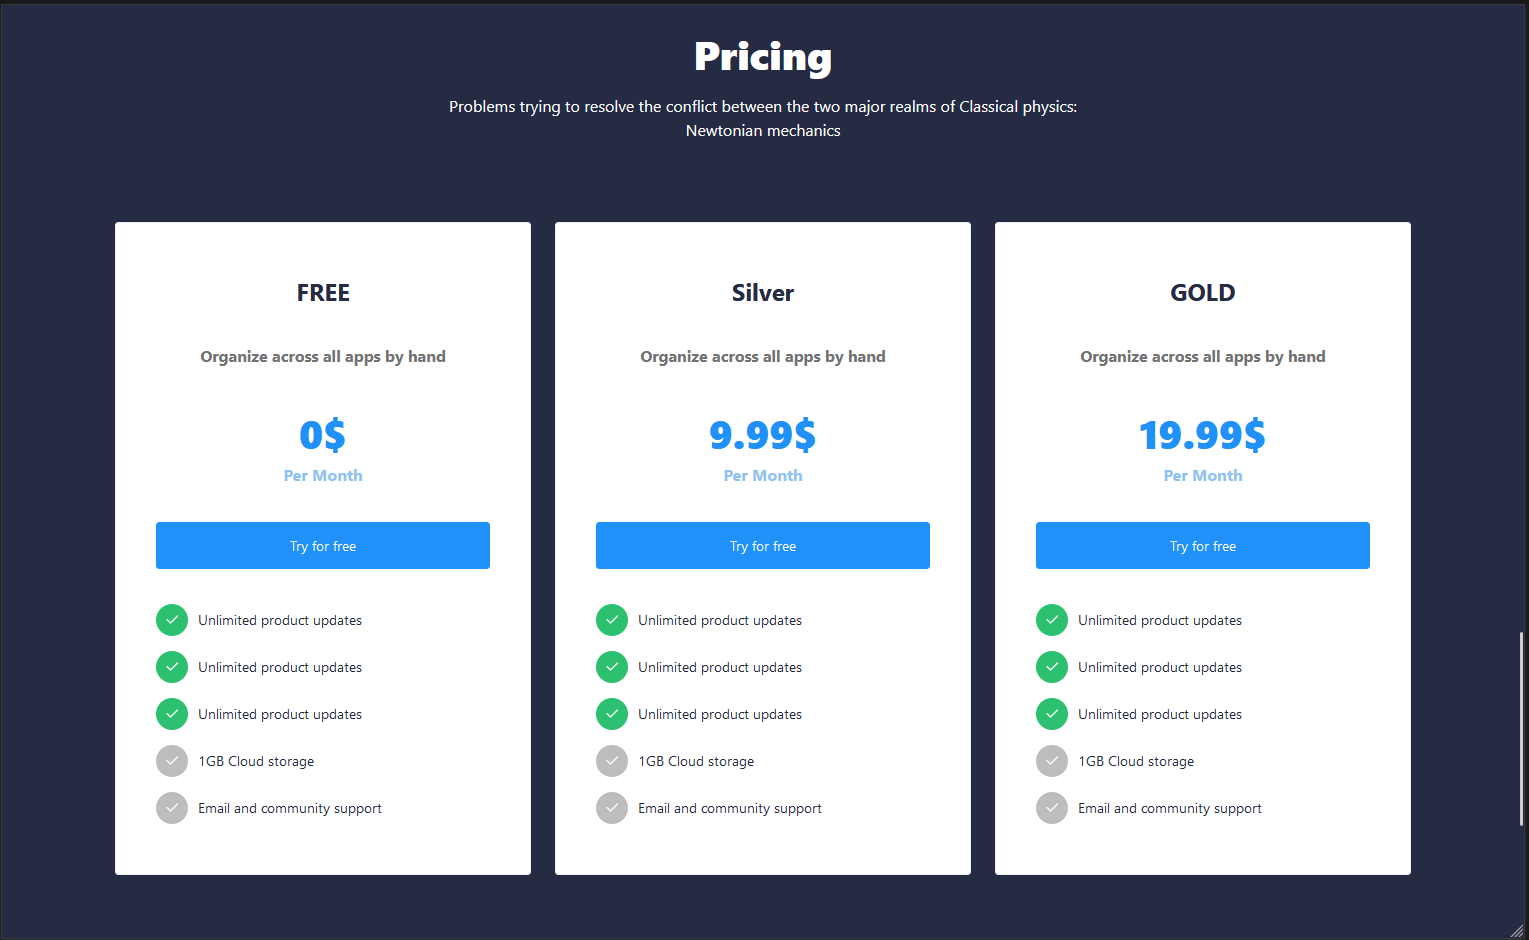 Pricing
Problems trying to resolve the conflict between the two major realms of Classical physics:
Newtonian mechanics
FREE
Organize across all apps by hand
0$
Per Month
Try for free
Unlimited product updates
Unlimited product updates
Unlimited product updates
1GB Cloud storage
Email and community support
Silver
Organize across all apps by hand
9.99$
Per Month
Try for free
Unlimited product updates
Unlimited product updates
Unlimited product updates
1GB Cloud storage
Email and community support
GOLD
Organize across all apps by hand
19.99$
Per Month
Try for free
Unlimited product updates
Unlimited product updates
Unlimited product updates
1GB Cloud storage
Email and community support